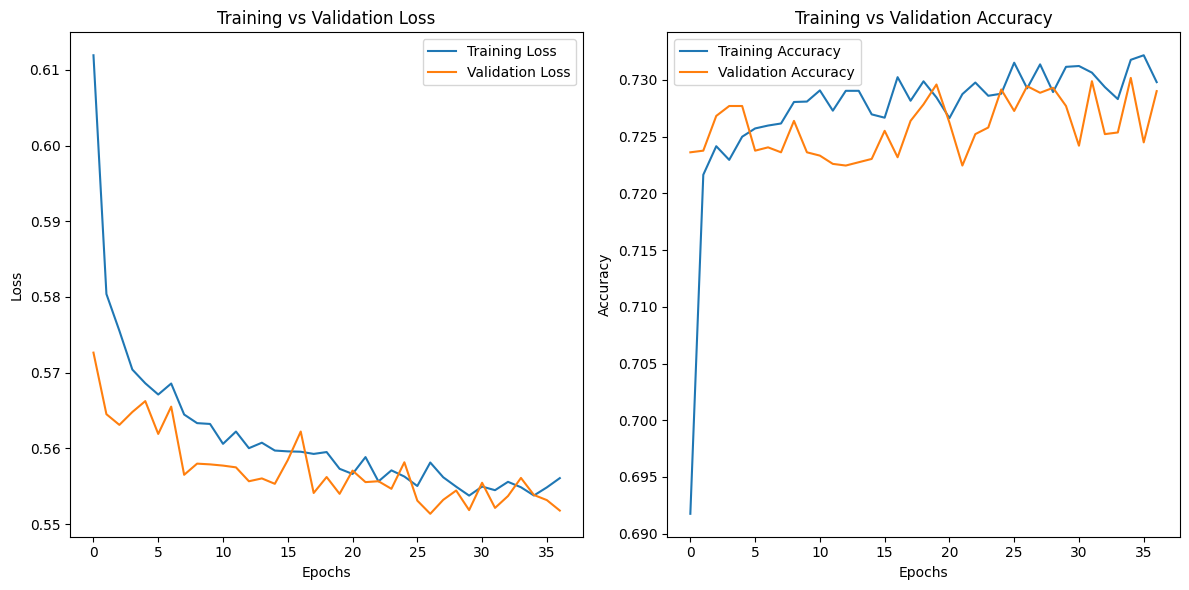 Training vs Validation Loss
Training Loss
Validation Loss
0.61
0.60
0.59
0.58
0.57
0.56
0.55
Loss
0 5 10 15 20 25 30 35
Epochs
Training vs Validation Accuracy
Training Accuracy
Validation Accuracy
0.730
0.725
0.720
0.715
0.710
0.705
0.700
0.695
0.690
Accuracy
0 5 10 15 20 25 30 35
Epochs